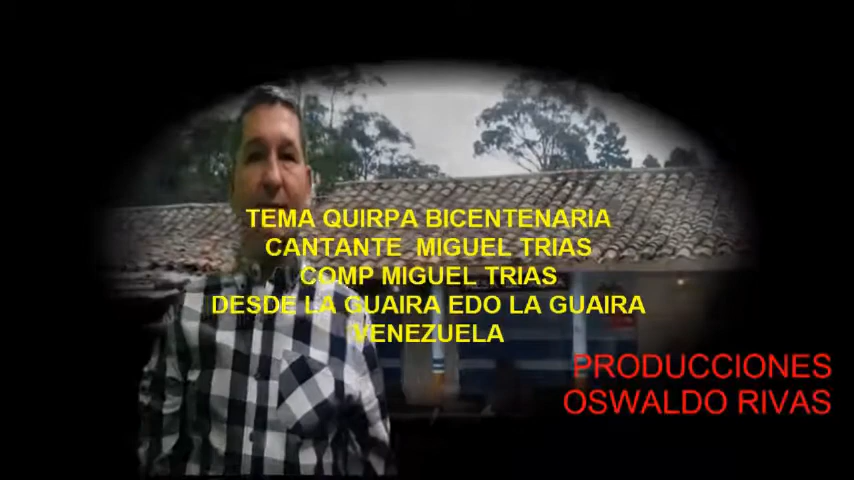 TEMA QUIRPA BICENTENARIA
CANTANTE MIGUEL TRIAS
COMP MIGUEL TRIAS
DESDE LA GUAIRA EDO LA GUAIRA
VENEZUELA
PRODUCCIONES
OSWALDO RIVAS